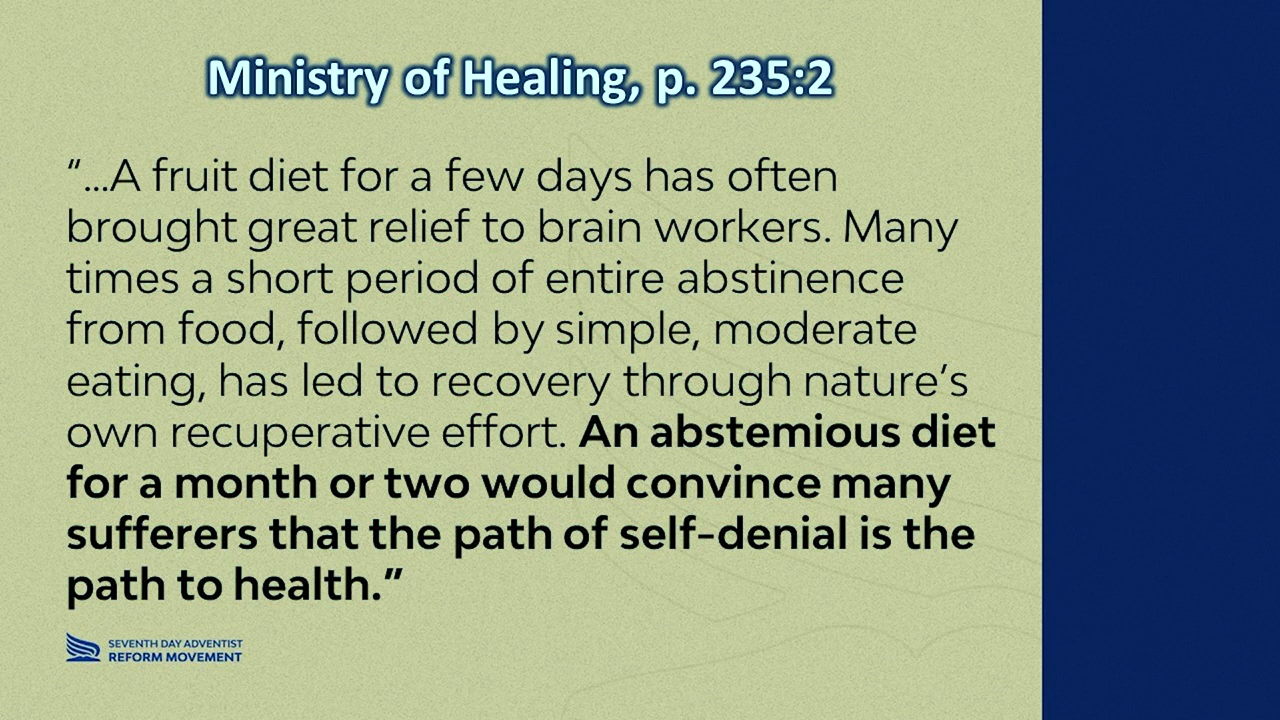 Ministry of Healing, p. 235:2
“...A fruit diet for a few days has often
brought great relief to brain workers. Many
times a short period of entire abstinence
from food, followed by simple, moderate
eating, has led to recovery through nature’s
own recuperative effort. An abstemious diet
for a month or two would convince many
sufferers that the path of self-denial is the
path to health.”
SEVENTH DAY ADVENTIST
REFORM MOVEMENT